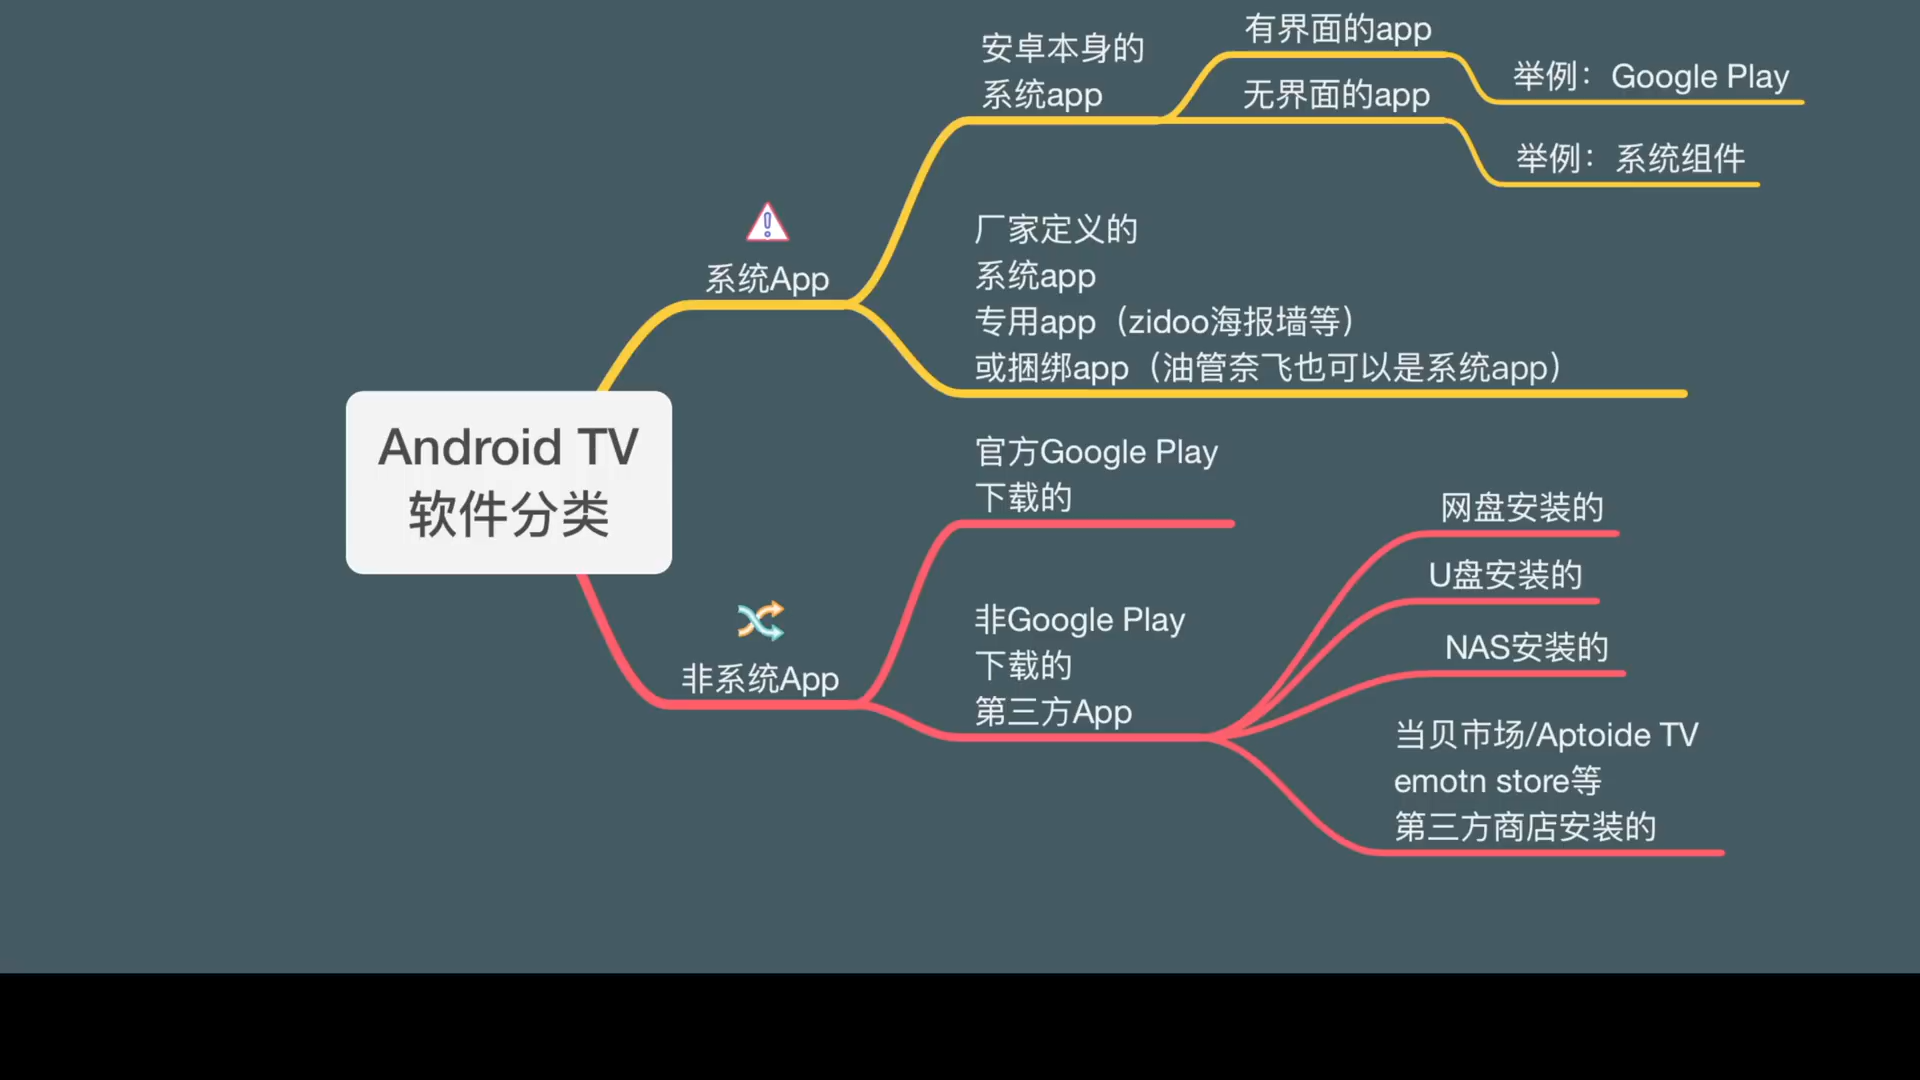 Android TV
软件分类
系统App
安卓本身的
系统app
有界面的app
举例：Google Play
无界面的app
举例：系统组件
厂家定义的
系统app
专用app（zidoo海报墙等）
或捆绑app（油管奈飞也可以是系统app）
非系统App
官方Google Play
下载的
非Google Play
下载的
第三方App
网盘安装的
U盘安装的
NAS安装的
当贝市场/Aptoide TV
emotn store等
第三方商店安装的